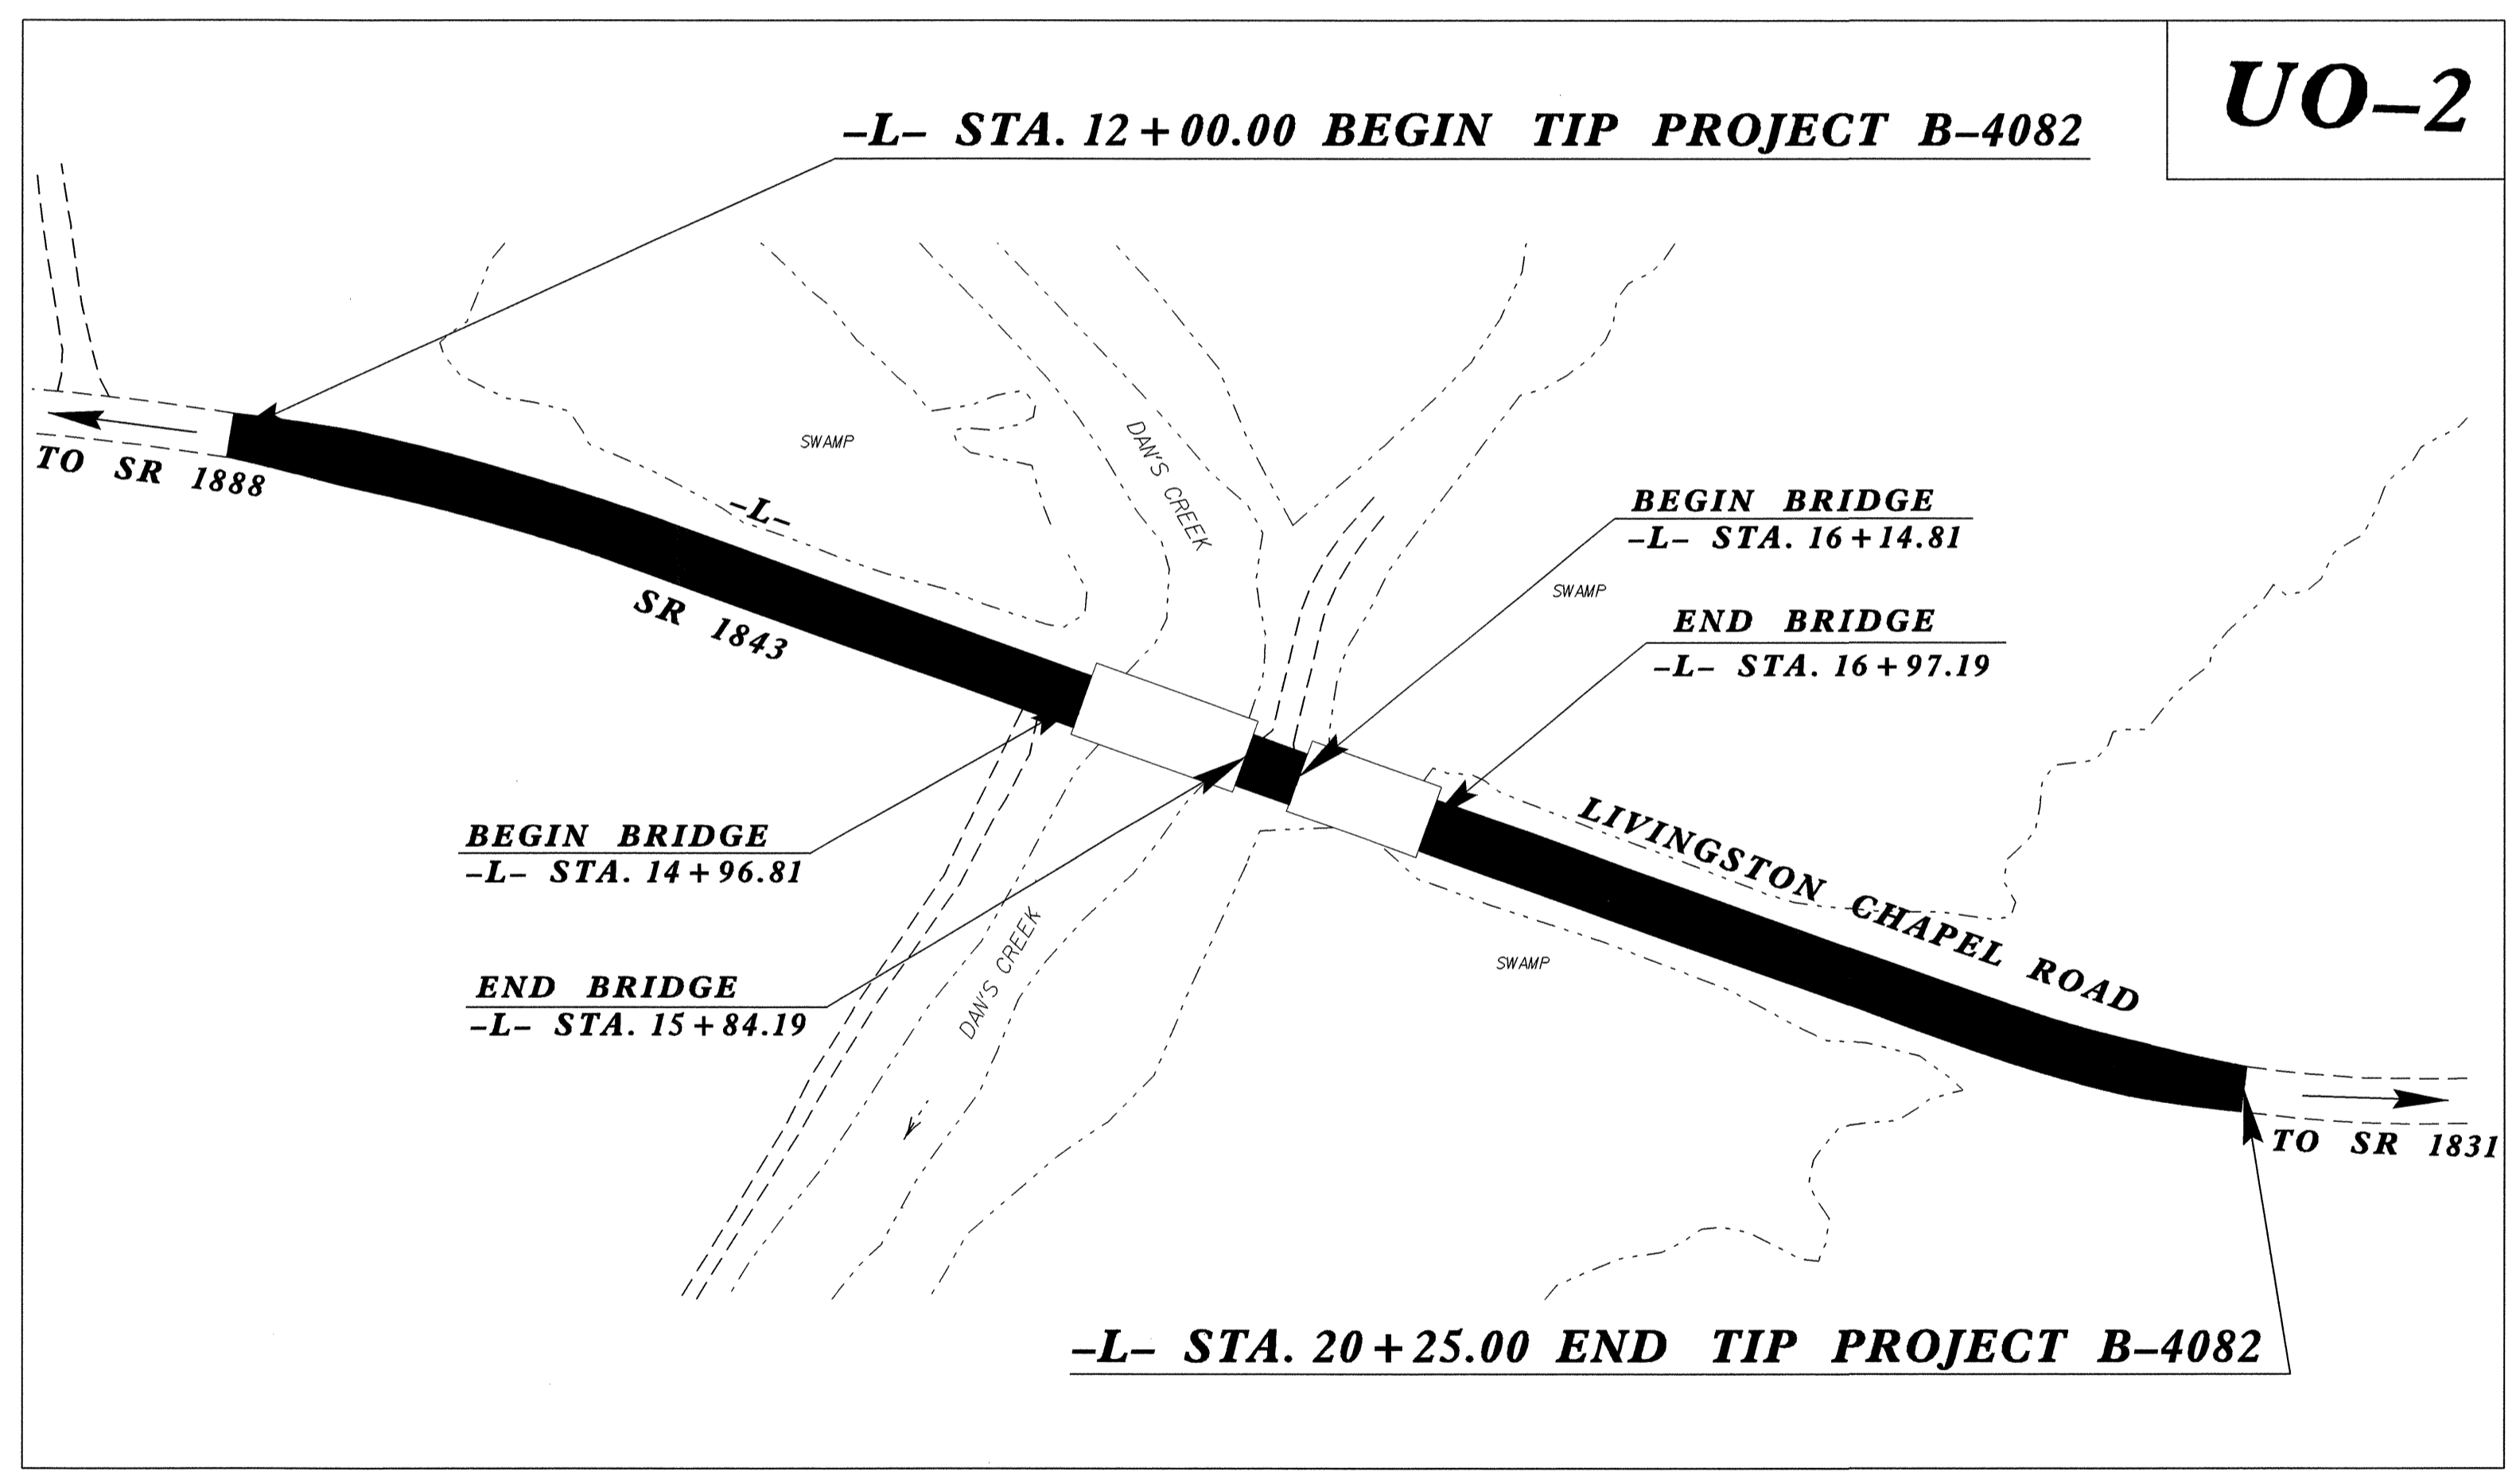 UO–2
–L– STA. 12+00.00 BEGIN TIP PROJECT B–4082
TO SR 1888
SWAMP
DAN'S CREEK
–L–
SR 1843
BEGIN BRIDGE
–L– STA. 16+14.81
SWAMP
END BRIDGE
–L– STA. 16+97.19
BEGIN BRIDGE
–L– STA. 14+96.81
LIVINGSTON CHAPEL ROAD
END BRIDGE
–L– STA. 15+84.19
DAN'S CREEK
SWAMP
TO SR 1831
–L– STA. 20+25.00 END TIP PROJECT B–4082